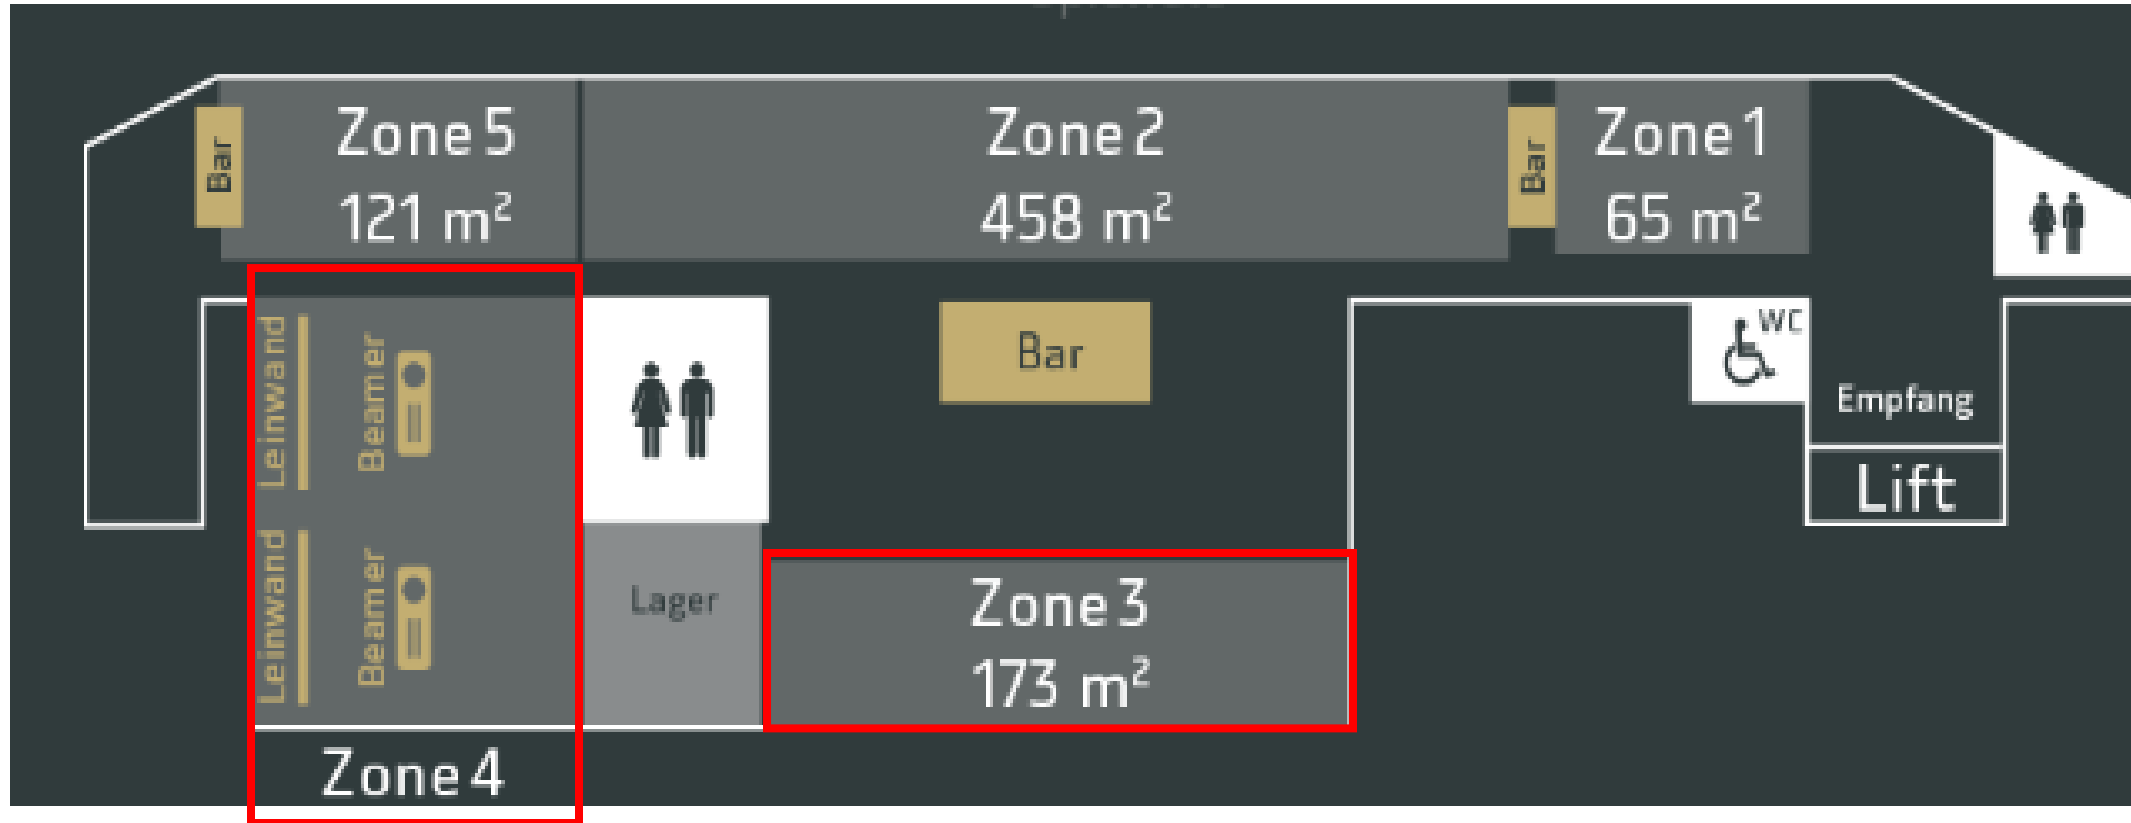 Zone 5
121 m²
Bar
Zone 2
458 m²
Bar
Zone 1
65 m²
Leinwand
Beamer
Bar
WC
Empfang
Lift
Leinwand
Beamer
Lager
Zone 3
173 m²
Zone 4